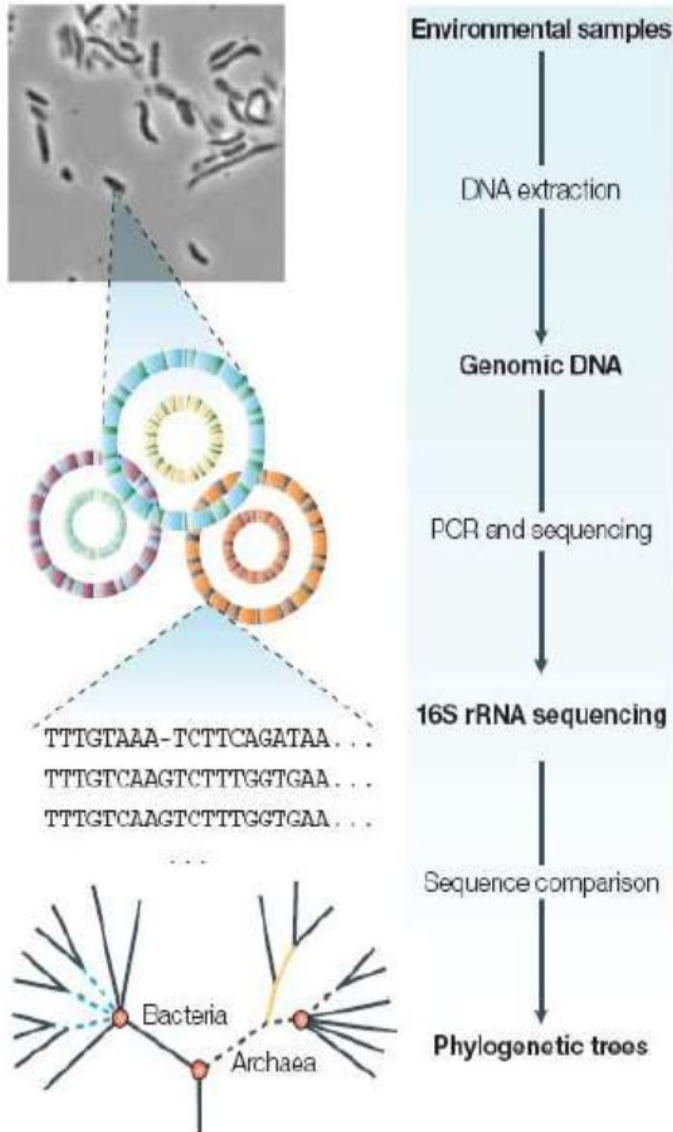 Environmental samples
DNA extraction
Genomic DNA
PCR and sequencing
16S rRNA sequencing
TTTGTAAA-TCTTCAGATAA...
TTTGTCAAGTCTTTGGTGAA...
TTTGTCAAGTCTTTGGTGAA...
...
Sequence comparison
Bacteria
Archaea
Phylogenetic trees